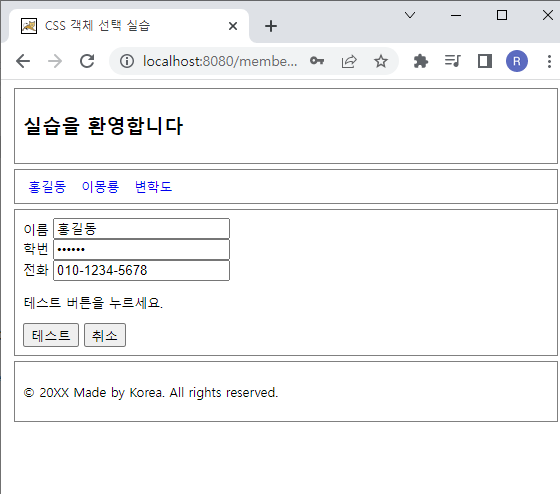 CSS 객체 선택 실습
localhost:8080/membe...
R
실습을 환영합니다
홍길동 이몽룡 변학도
이름 홍길동
학번 ••••••
전화 010-1234-5678
테스트 버튼을 누르세요.
테스트 취소
© 20XX Made by Korea. All rights reserved.